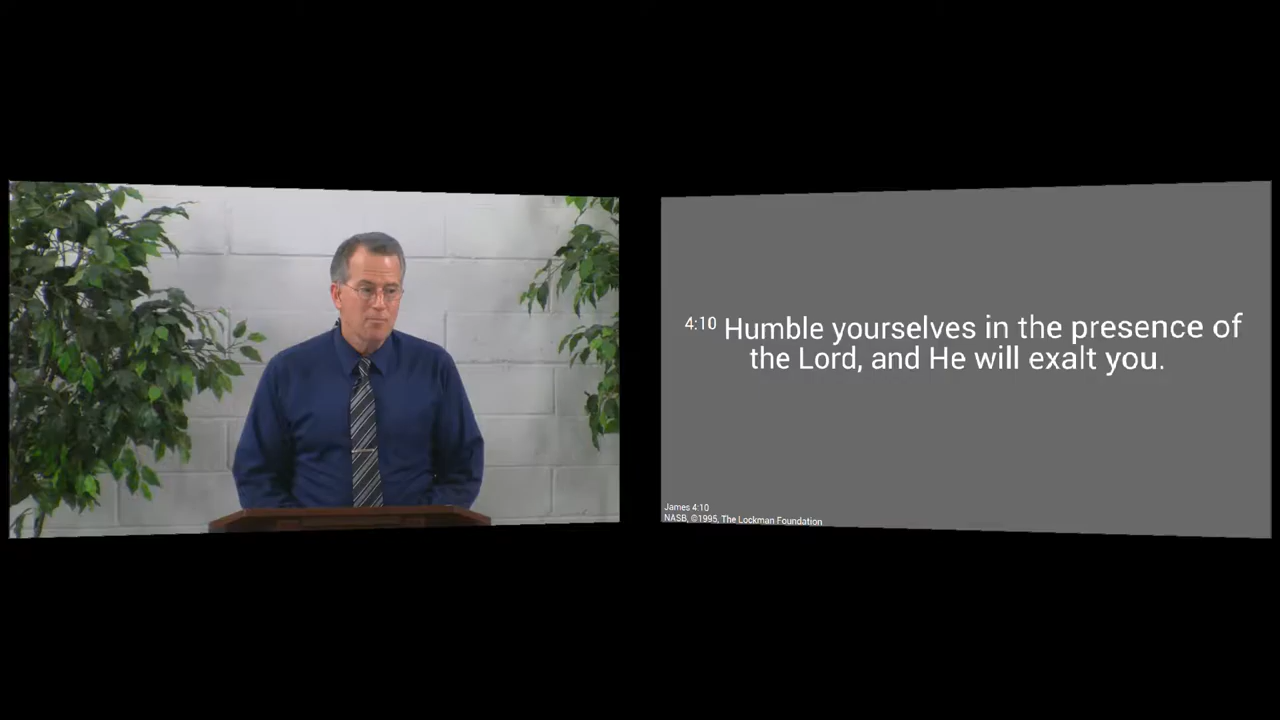 4:10 Humble yourselves in the presence of
the Lord, and He will exalt you.
James 4:10
NASB, ©1995, The Lockman Foundation